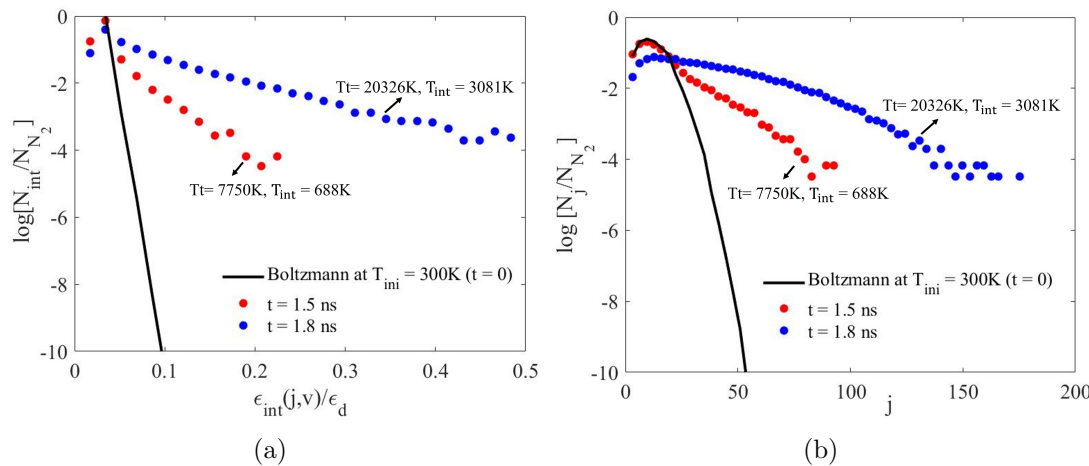 0
-2
-4
-6
-8
-10
log[N_int/N_N_2]
0
0.1
0.2
0.3
0.4
0.5
ϵ_int(j,v)/ϵ_d
Tt= 20326K, T_int = 3081K
Tt= 7750K, T_int = 688K
Boltzmann at T_ini = 300K (t = 0)
t = 1.5 ns
t = 1.8 ns
(a)
0
-2
-4
-6
-8
-10
log [N_j/N_N_2]
0
50
100
150
200
j
Tt= 20326K, T_int = 3081K
Tt= 7750K, T_int = 688K
Boltzmann at T_ini = 300K (t = 0)
t = 1.5 ns
t = 1.8 ns
(b)